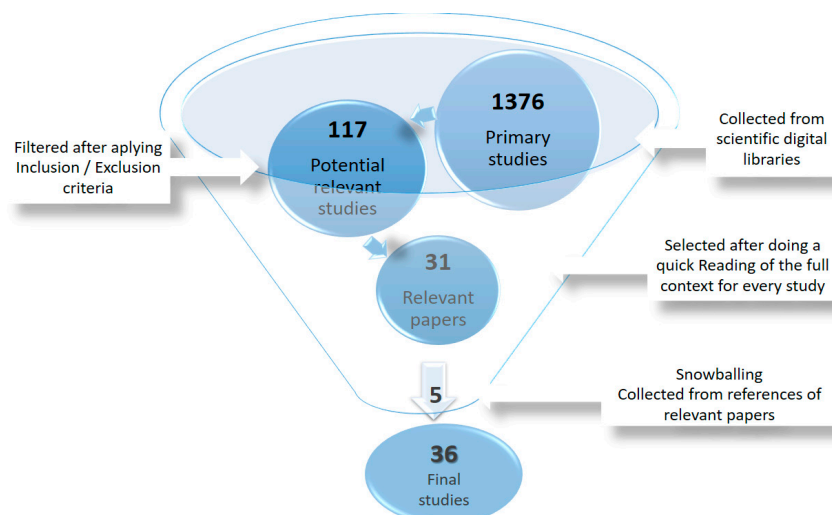 1376
Primary
studies
117
Potential
relevant
studies
Collected from
scientific digital
libraries
Filtered after aplying
Inclusion / Exclusion
criteria
31
Relevant
papers
Selected after doing a
quick Reading of the full
context for every study
5
Snowballing
Collected from references of
relevant papers
36
Final
studies